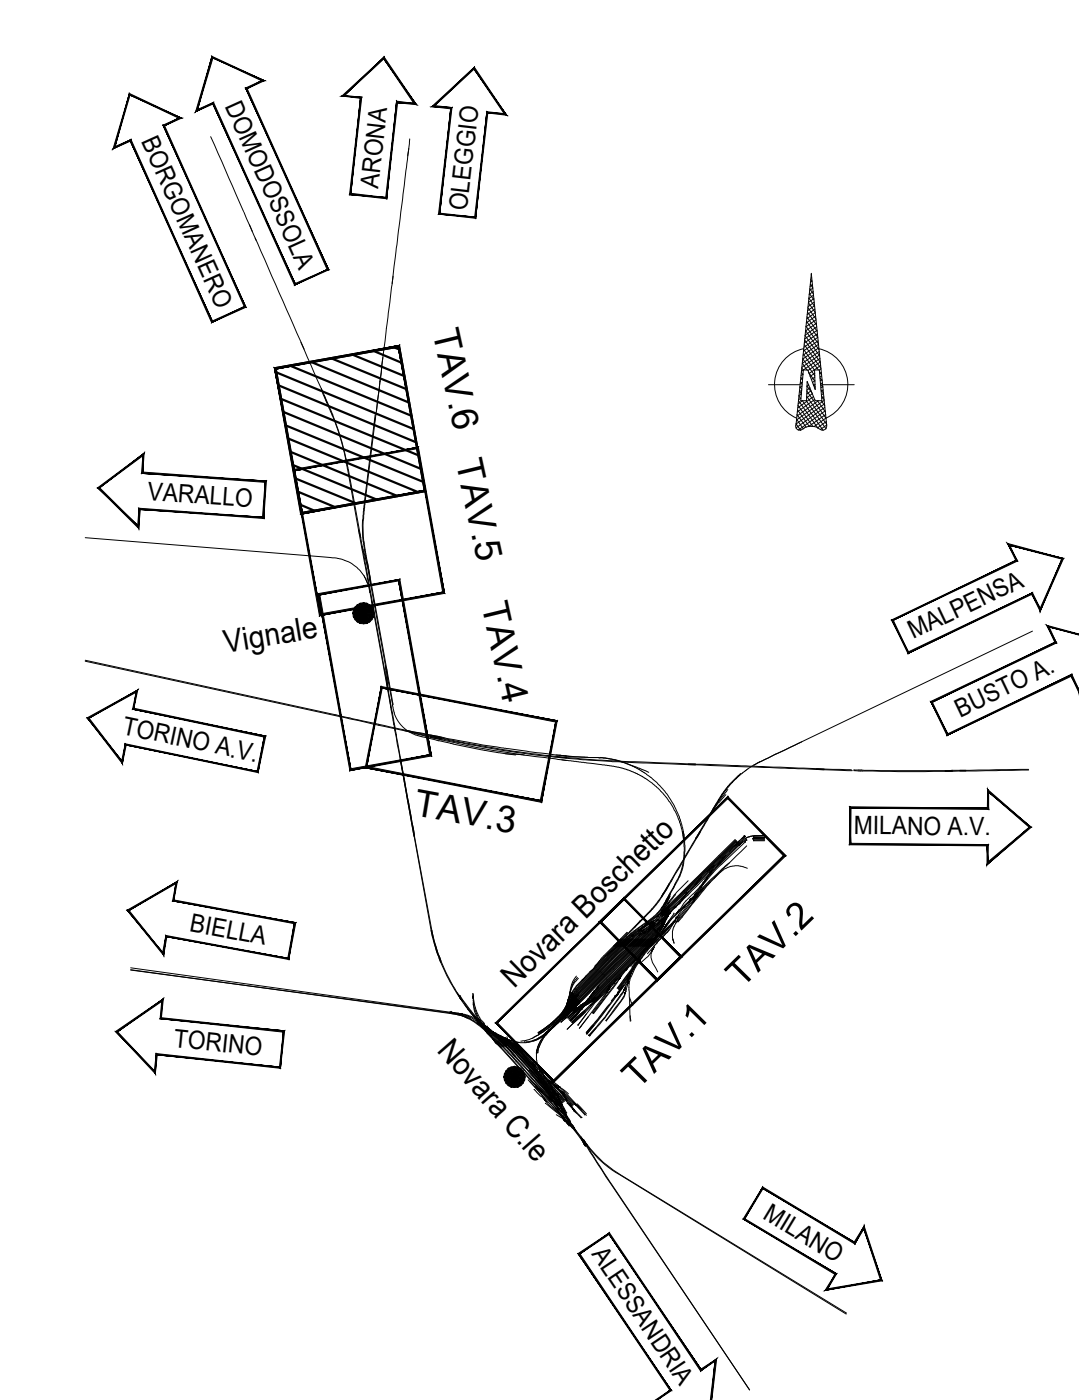 BORGOMANERO
DOMODOSSOLA
ARONA
OLEGGIO
TAV.6
N
VARALLO
TAV.5
MALPENSA
Vignale
TAV.4
BUSTO A.
TORINO A.V.
TAV.3
MILANO A.V.
Novara Boschetto
BIELLA
TAV.2
TORINO
TAV.1
Novara C.le
MILANO
ALESSANDRIA